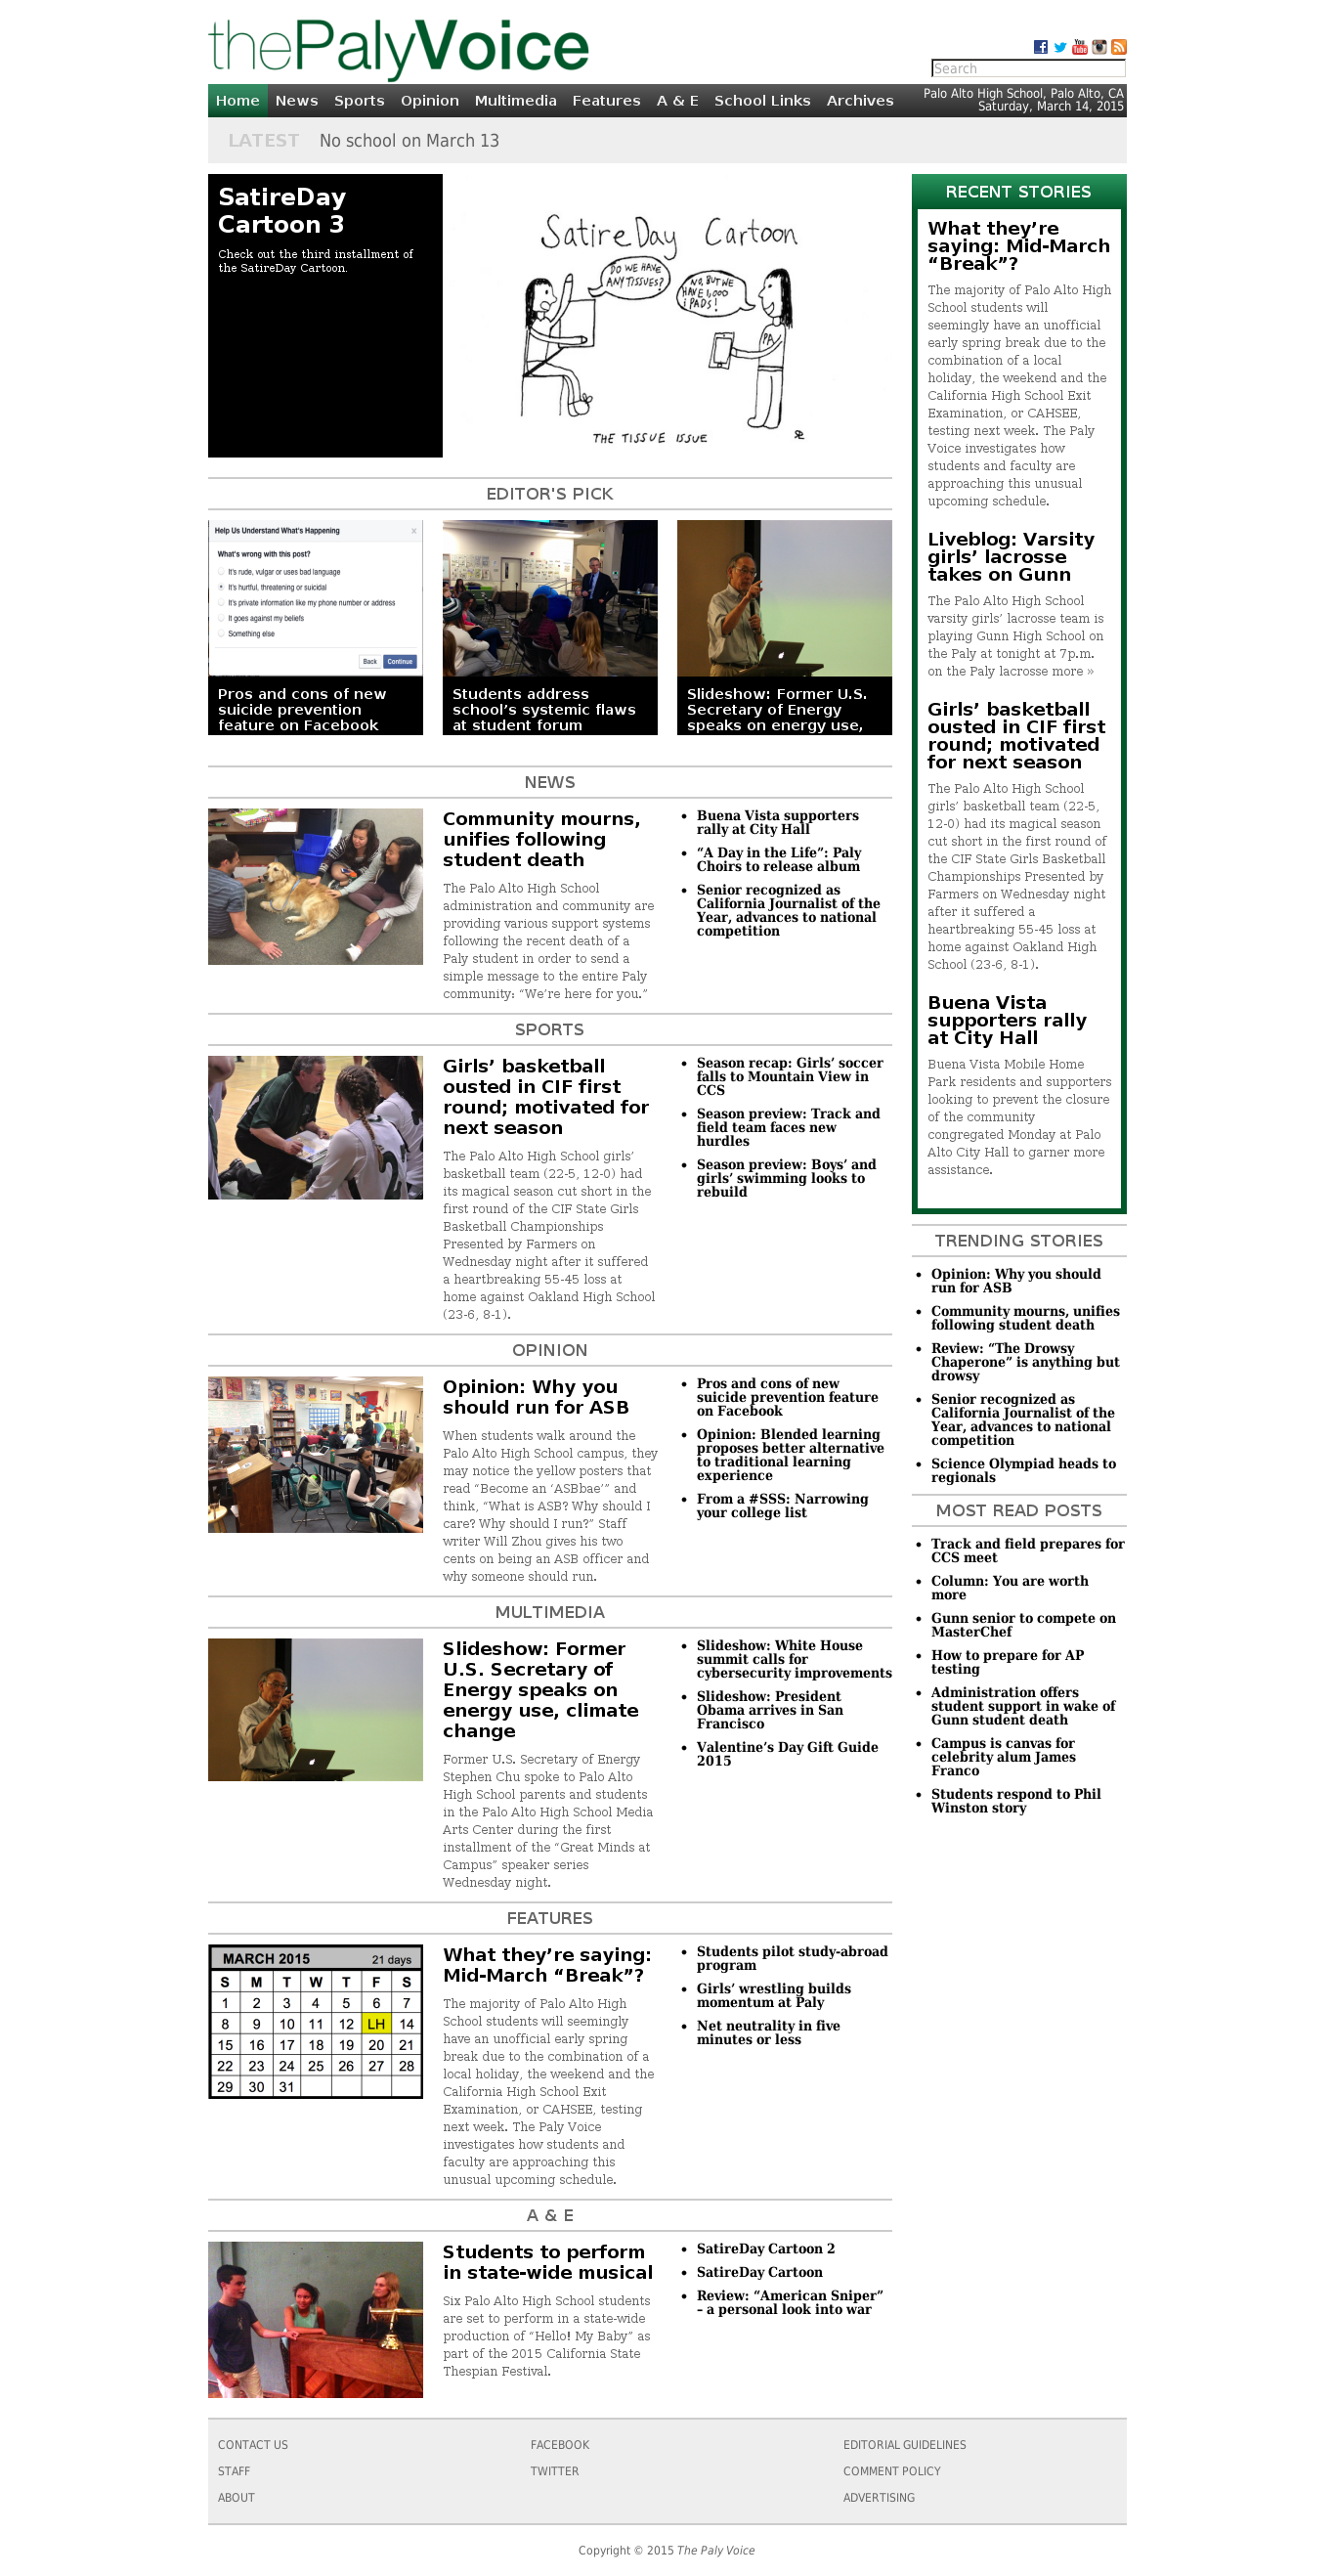 thePalyVoice
Search
Home News Sports Opinion Multimedia Features A & E School Links Archives
Palo Alto High School, Palo Alto, CA
Saturday, March 14, 2015
LATEST No school on March 13
SatireDay
Cartoon 3
Check out the third installment of
the SatireDay Cartoon.
SatireDay Cartoon
DO WE HAVE
ANY TISSUES?
NO, BUT WE
HAVE 1,000
iPADS!
PA
THE TISSUE ISSUE
EDITOR'S PICK
Help Us Understand What's Happening
What's wrong with this post?
It's rude, vulgar or uses bad language
It's hurtful, threatening or suicidal
It's private information like my phone number or address
It goes against my beliefs
Something else
Back Continue
Pros and cons of new
suicide prevention
feature on Facebook
Students address
school’s systemic flaws
at student forum
Slideshow: Former U.S.
Secretary of Energy
speaks on energy use,
NEWS
Community mourns,
unifies following
student death
The Palo Alto High School
administration and community are
providing various support systems
following the recent death of a
Paly student in order to send a
simple message to the entire Paly
community: “We’re here for you.”
Buena Vista supporters
rally at City Hall
“A Day in the Life”: Paly
Choirs to release album
Senior recognized as
California Journalist of the
Year, advances to national
competition
SPORTS
Girls’ basketball
ousted in CIF first
round; motivated for
next season
The Palo Alto High School girls’
basketball team (22-5, 12-0) had
its magical season cut short in the
first round of the CIF State Girls
Basketball Championships
Presented by Farmers on
Wednesday night after it suffered
a heartbreaking 55-45 loss at
home against Oakland High School
(23-6, 8-1).
Season recap: Girls’ soccer
falls to Mountain View in
CCS
Season preview: Track and
field team faces new
hurdles
Season preview: Boys’ and
girls’ swimming looks to
rebuild
OPINION
Opinion: Why you
should run for ASB
When students walk around the
Palo Alto High School campus, they
may notice the yellow posters that
read “Become an ‘ASBbae’” and
think, “What is ASB? Why should I
care? Why should I run?” Staff
writer Will Zhou gives his two
cents on being an ASB officer and
why someone should run.
Pros and cons of new
suicide prevention feature
on Facebook
Opinion: Blended learning
proposes better alternative
to traditional learning
experience
From a #SSS: Narrowing
your college list
MULTIMEDIA
Slideshow: Former
U.S. Secretary of
Energy speaks on
energy use, climate
change
Former U.S. Secretary of Energy
Stephen Chu spoke to Palo Alto
High School parents and students
in the Palo Alto High School Media
Arts Center during the first
installment of the “Great Minds at
Campus” speaker series
Wednesday night.
Slideshow: White House
summit calls for
cybersecurity improvements
Slideshow: President
Obama arrives in San
Francisco
Valentine’s Day Gift Guide
2015
FEATURES
MARCH 2015 21 days
S M T W T F S
1 2 3 4 5 6 7
8 9 10 11 12 LH 14
15 16 17 18 19 20 21
22 23 24 25 26 27 28
29 30 31
What they’re saying:
Mid-March “Break”?
The majority of Palo Alto High
School students will seemingly
have an unofficial early spring
break due to the combination of a
local holiday, the weekend and the
California High School Exit
Examination, or CAHSEE, testing
next week. The Paly Voice
investigates how students and
faculty are approaching this
unusual upcoming schedule.
Students pilot study-abroad
program
Girls’ wrestling builds
momentum at Paly
Net neutrality in five
minutes or less
A & E
Students to perform
in state-wide musical
Six Palo Alto High School students
are set to perform in a state-wide
production of “Hello! My Baby” as
part of the 2015 California State
Thespian Festival.
SatireDay Cartoon 2
SatireDay Cartoon
Review: “American Sniper”
– a personal look into war
RECENT STORIES
What they’re
saying: Mid-March
“Break”?
The majority of Palo Alto High
School students will
seemingly have an unofficial
early spring break due to the
combination of a local
holiday, the weekend and the
California High School Exit
Examination, or CAHSEE,
testing next week. The Paly
Voice investigates how
students and faculty are
approaching this unusual
upcoming schedule.
Liveblog: Varsity
girls’ lacrosse
takes on Gunn
The Palo Alto High School
varsity girls’ lacrosse team is
playing Gunn High School on
the Paly at tonight at 7p.m.
on the Paly lacrosse more »
Girls’ basketball
ousted in CIF first
round; motivated
for next season
The Palo Alto High School
girls’ basketball team (22-5,
12-0) had its magical season
cut short in the first round of
the CIF State Girls Basketball
Championships Presented by
Farmers on Wednesday night
after it suffered a
heartbreaking 55-45 loss at
home against Oakland High
School (23-6, 8-1).
Buena Vista
supporters rally
at City Hall
Buena Vista Mobile Home
Park residents and supporters
looking to prevent the closure
of the community
congregated Monday at Palo
Alto City Hall to garner more
assistance.
TRENDING STORIES
Opinion: Why you should
run for ASB
Community mourns, unifies
following student death
Review: “The Drowsy
Chaperone” is anything but
drowsy
Senior recognized as
California Journalist of the
Year, advances to national
competition
Science Olympiad heads to
regionals
MOST READ POSTS
Track and field prepares for
CCS meet
Column: You are worth
more
Gunn senior to compete on
MasterChef
How to prepare for AP
testing
Administration offers
student support in wake of
Gunn student death
Campus is canvas for
celebrity alum James
Franco
Students respond to Phil
Winston story
CONTACT US
STAFF
ABOUT
FACEBOOK
TWITTER
EDITORIAL GUIDELINES
COMMENT POLICY
ADVERTISING
Copyright © 2015 The Paly Voice